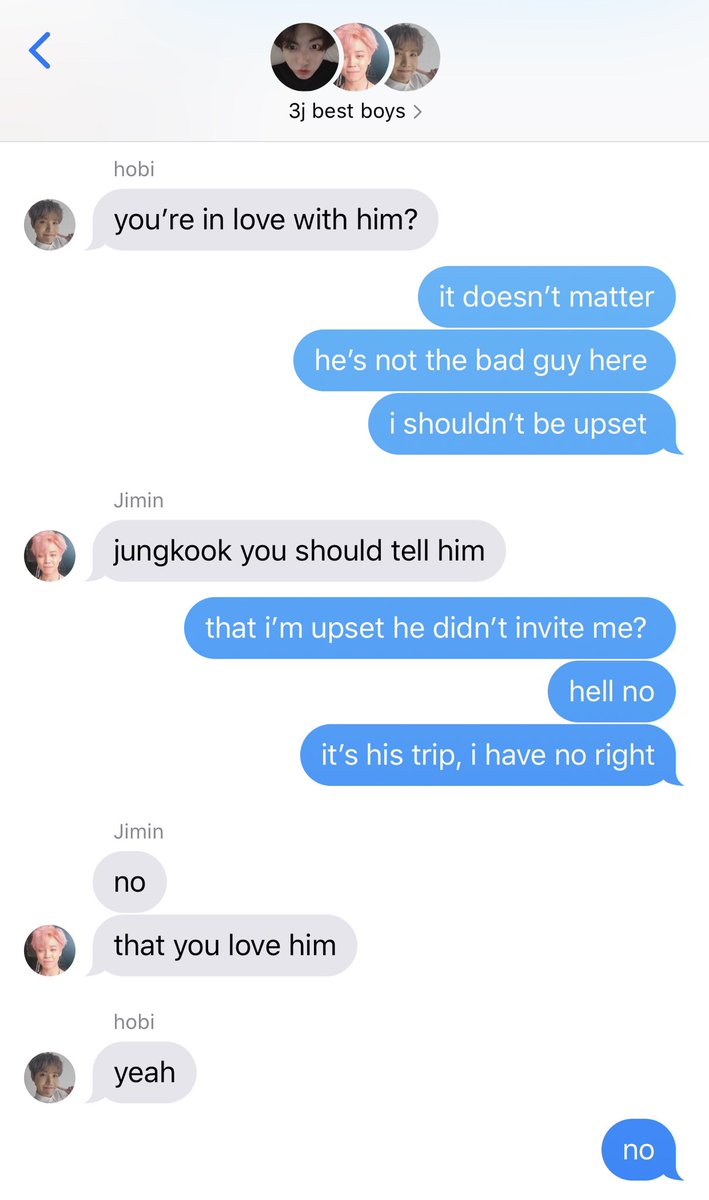 3j best boys
hobi
you’re in love with him?
it doesn’t matter
he’s not the bad guy here
i shouldn’t be upset
Jimin
jungkook you should tell him
that i’m upset he didn’t invite me?
hell no
it’s his trip, i have no right
Jimin
no
that you love him
hobi
yeah
no